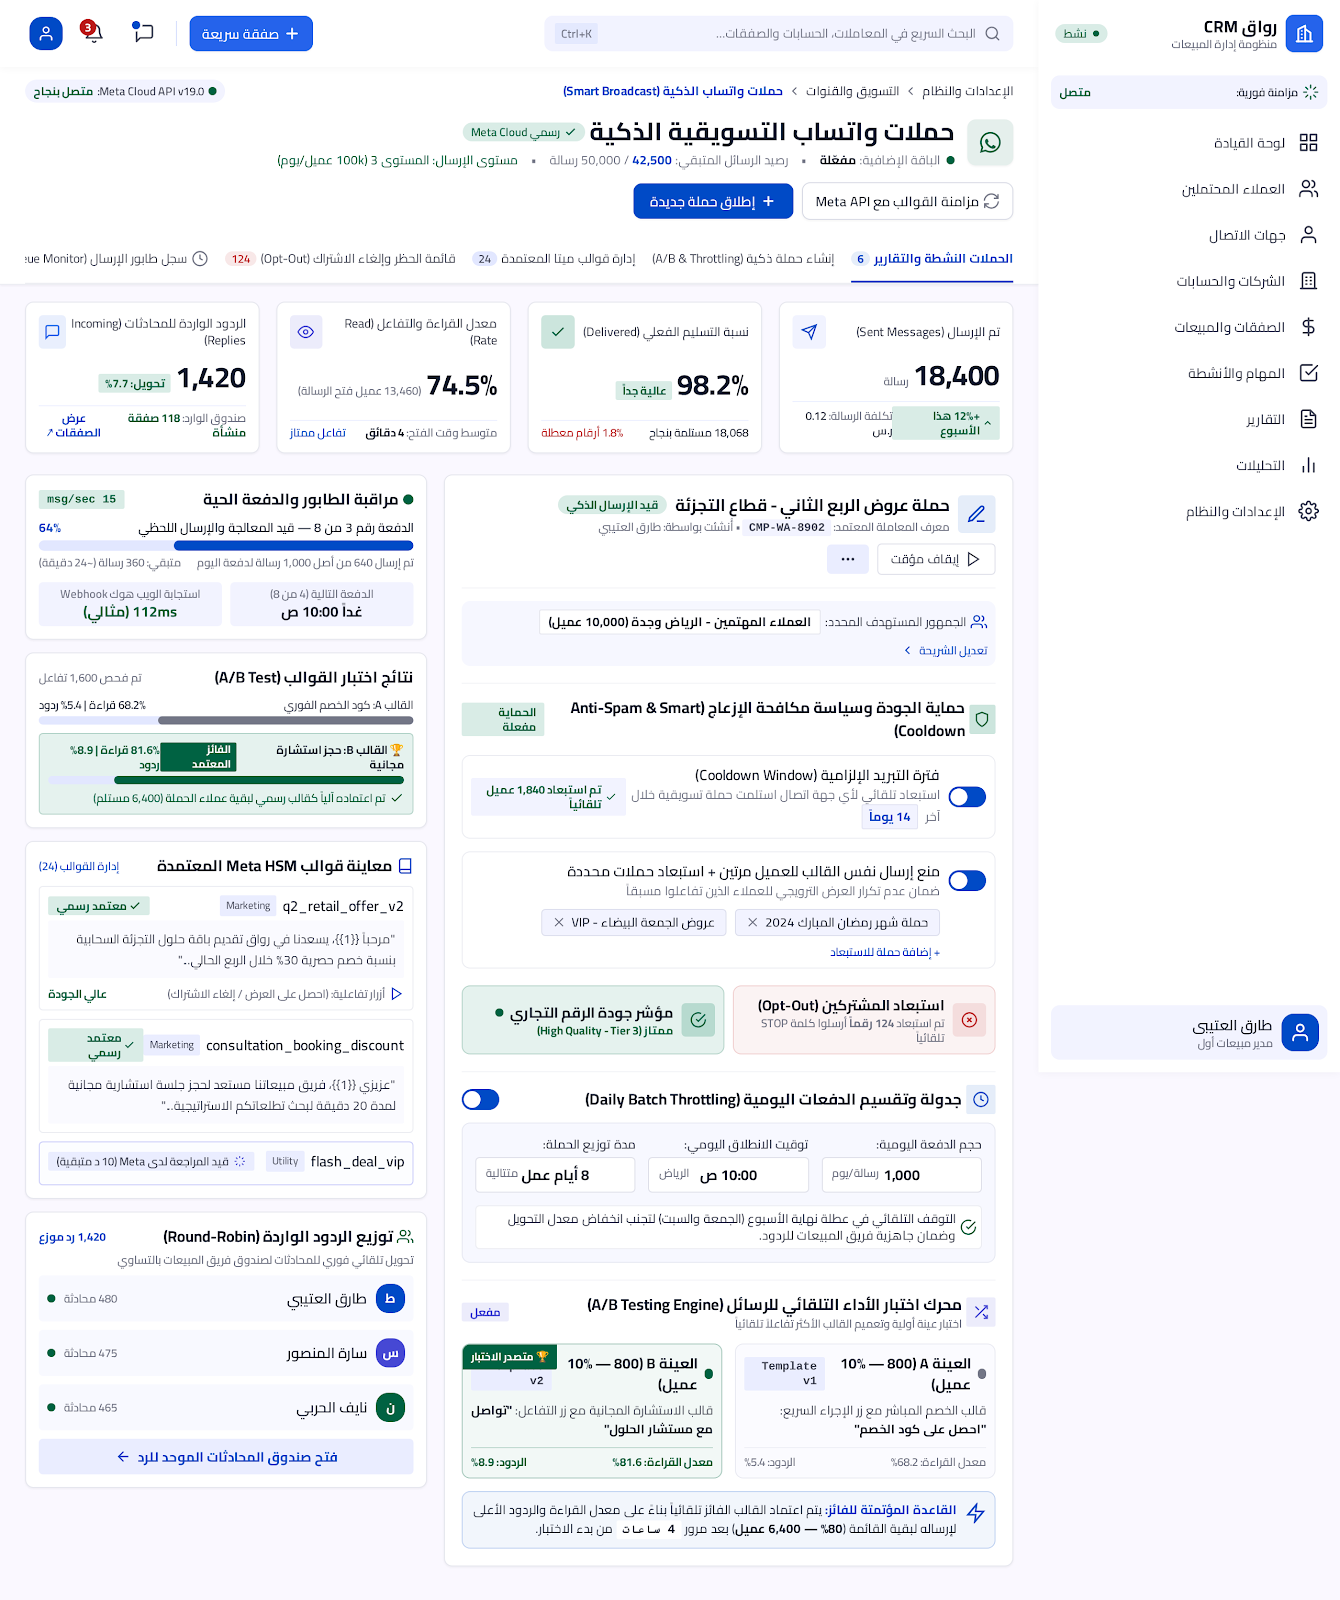 رواق CRM
منظومة إدارة المبيعات
نشط
مزامنة فورية:
متصل
لوحة القيادة
العملاء المحتملين
جهات الاتصال
الشركات والحسابات
الصفقات والمبيعات
المهام والأنشطة
التقارير
التحليلات
الإعدادات والنظام
طارق العتيبي
مدير مبيعات أول
البحث السريع في المعاملات، الحسابات والصفقات...
Ctrl+K
صفقة سريعة
3
الإعدادات والنظام
التسويق والقنوات
حملات واتساب الذكية (Smart Broadcast)
Meta Cloud API v19.0: متصل بنجاح
حملات واتساب التسويقية الذكية
رسمي Meta Cloud
الباقة الإضافية: مفعّلة
رصيد الرسائل المتبقي: 42,500 / 50,000 رسالة
مستوى الإرسال: المستوى 3 (100k عميل/يوم)
مزامنة القوالب مع Meta API
إطلاق حملة جديدة
الحملات النشطة والتقارير 6
إنشاء حملة ذكية (A/B & Throttling)
إدارة قوالب ميتا المعتمدة 24
قائمة الحظر وإلغاء الاشتراك (Opt-Out) 124
سجل طابور الإرسال (ue Monitor
تم الإرسال (Sent Messages)
18,400 رسالة
+12% هذا
الأسبوع
تكلفة الرسالة: 0.12
ر.س
نسبة التسليم الفعلي (Delivered)
98.2%
عالية جداً
18,068 مستلمة بنجاح
1.8% أرقام معطلة
معدل القراءة والتفاعل (Read
Rate)
74.5%
(13,460 عميل فتح الرسالة)
متوسط وقت الفتح: 4 دقائق
تفاعل ممتاز
الردود الواردة للمحادثات (Incoming
Replies)
1,420
تحويل: 7.7%
صندوق الوارد: 118 صفقة
منشأة
عرض
الصفقات ↗
حملة عروض الربع الثاني - قطاع التجزئة
قيد الإرسال الذكي
معرف المعاملة المعتمد: CMP-WA-8902 • أنشئت بواسطة: طارق العتيبي
إيقاف مؤقت
...
الجمهور المستهدف المحدد:
العملاء المهتمين - الرياض وجدة (10,000 عميل)
تعديل الشريحة
حماية الجودة وسياسة مكافحة الإزعاج (Anti-Spam & Smart
Cooldown)
الحماية
مفعلة
فترة التبريد الإلزامية (Cooldown Window)
استبعاد تلقائي لأي جهة اتصال استلمت حملة تسويقية خلال
آخر 14 يوماً
تم استبعاد 1,840 عميل
تلقائياً
منع إرسال نفس القالب للعميل مرتين + استبعاد حملات محددة
ضمان عدم تكرار العرض الترويجي للعملاء الذين تفاعلوا مسبقاً
حملة شهر رمضان المبارك 2024 ×
عروض الجمعة البيضاء - VIP ×
+ إضافة حملة للاستبعاد
استبعاد المشتركين (Opt-Out)
تم استبعاد 124 رقماً أرسلوا كلمة STOP
تلقائياً
مؤشر جودة الرقم التجاري
ممتاز (High Quality - Tier 3)
جدولة وتقسيم الدفعات اليومية (Daily Batch Throttling)
حجم الدفعة اليومية:
1,000 رسالة/يوم
توقيت الانطلاق اليومي:
10:00 ص الرياض
مدة توزيع الحملة:
8 أيام عمل متتالية
التوقف التلقائي في عطلة نهاية الأسبوع (الجمعة والسبت) لتجنب انخفاض معدل التحويل
وضمان جاهزية فريق المبيعات للردود.
محرك اختبار الأداء التلقائي للرسائل (A/B Testing Engine)
مفعل
اختبار عينة أولية وتعميم القالب الأكثر تفاعلاً تلقائياً
العينة A (800 — 10%
عميل)
Template
v1
قالب الخصم المباشر مع زر الإجراء السريع:
"احصل على كود الخصم"
معدل القراءة: 68.2%
الردود: 5.4%
🏆 متصدر الاختبار
العينة B (800 — 10%
عميل)
v2
قالب الاستشارة المجانية مع زر التفاعل: "تواصل
مع مستشار الحلول"
معدل القراءة: 81.6%
الردود: 8.9%
القاعدة المؤتمتة للفائز: يتم اعتماد القالب الفائز تلقائياً بناءً على معدل القراءة والردود الأعلى
لإرساله لبقية القائمة (80% — 6,400 عميل) بعد مرور 4 ساعات من بدء الاختبار.
مراقبة الطابور والدفعة الحية
15 msg/sec
الدفعة رقم 3 من 8 — قيد المعالجة والإرسال اللحظي
64%
تم إرسال 640 من أصل 1,000 رسالة لدفعة اليوم
متبقي: 360 رسالة (~24 دقيقة)
الدفعة التالية (4 من 8)
غداً 10:00 ص
استجابة الويب هوك Webhook
112ms (مثالي)
نتائج اختبار القوالب (A/B Test)
تم فحص 1,600 تفاعل
القالب A: كود الخصم الفوري
68.2% قراءة | 5.4% ردود
🏆 القالب B: حجز استشارة
مجانية
الفائز
المعتمد
81.6% قراءة | 8.9%
ردود
تم اعتماده آلياً كقالب رسمي لبقية عملاء الحملة (6,400 مستلم)
معاينة قوالب Meta HSM المعتمدة
إدارة القوالب (24)
q2_retail_offer_v2
Marketing
معتمد رسمي
"مرحباً {{1}}، يسعدنا في رواق تقديم باقة حلول التجزئة السحابية
بنسبة خصم حصرية 30% خلال الربع الحالي..."
أزرار تفاعلية: (احصل على العرض / إلغاء الاشتراك)
عالي الجودة
consultation_booking_discount
Marketing
معتمد
رسمي
"عزيزي {{1}}، فريق مبيعاتنا مستعد لحجز جلسة استشارية مجانية
لمدة 20 دقيقة لبحث تطلعاتكم الاستراتيجية..."
flash_deal_vip
Utility
قيد المراجعة لدى Meta (10 د متبقية)
توزيع الردود الواردة (Round-Robin)
1,420 رد موزع
تحويل تلقائي فوري للمحادثات لصندوق فريق المبيعات بالتساوي
ط
طارق العتيبي
480 محادثة
س
سارة المنصور
475 محادثة
ن
نايف الحربي
465 محادثة
فتح صندوق المحادثات الموحد للرد